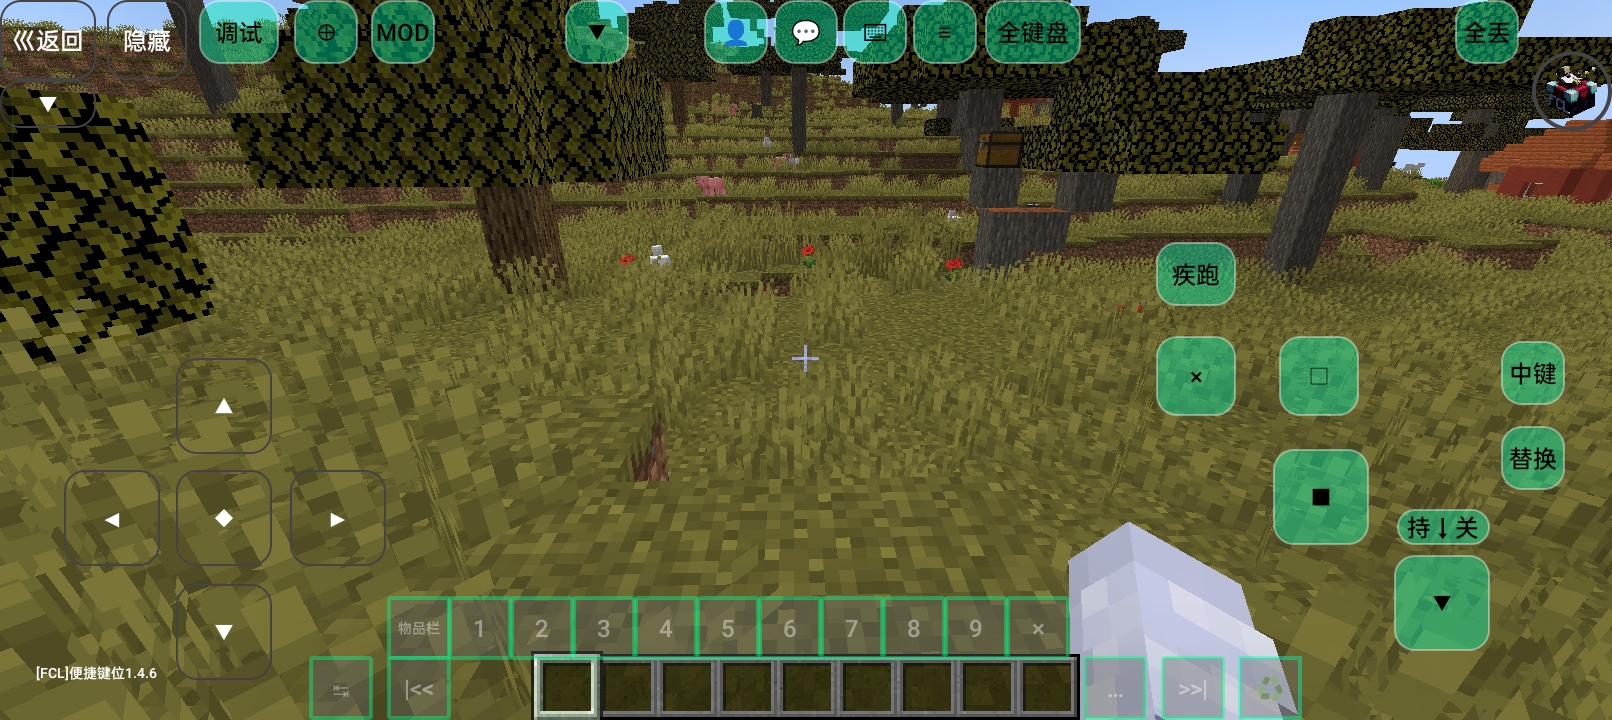 返回
隐藏
调试
MOD
全键盘
全丢
疾跑
中键
替换
持↓关
物品栏 1 2 3 4 5 6 7 8 9 ×
[FCL]便捷键位1.4.6
|<<
...
>>|